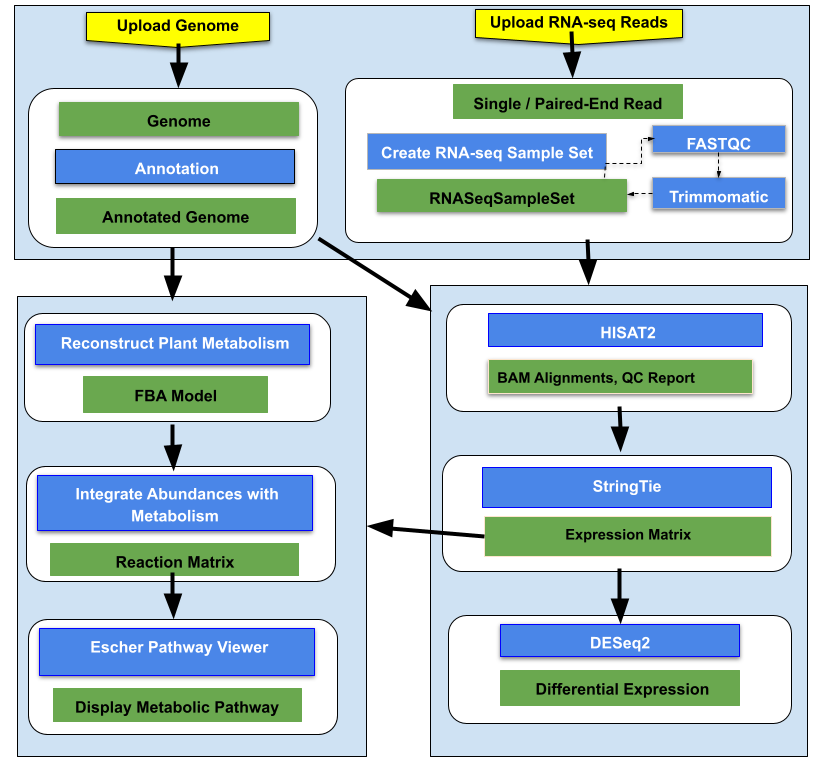 Upload Genome
Upload RNA-seq Reads
Genome
Annotation
Annotated Genome
Single / Paired-End Read
Create RNA-seq Sample Set
FASTQC
RNASeqSampleSet
Trimmomatic
Reconstruct Plant Metabolism
FBA Model
Integrate Abundances with
Metabolism
Reaction Matrix
Escher Pathway Viewer
Display Metabolic Pathway
HISAT2
BAM Alignments, QC Report
StringTie
Expression Matrix
DESeq2
Differential Expression